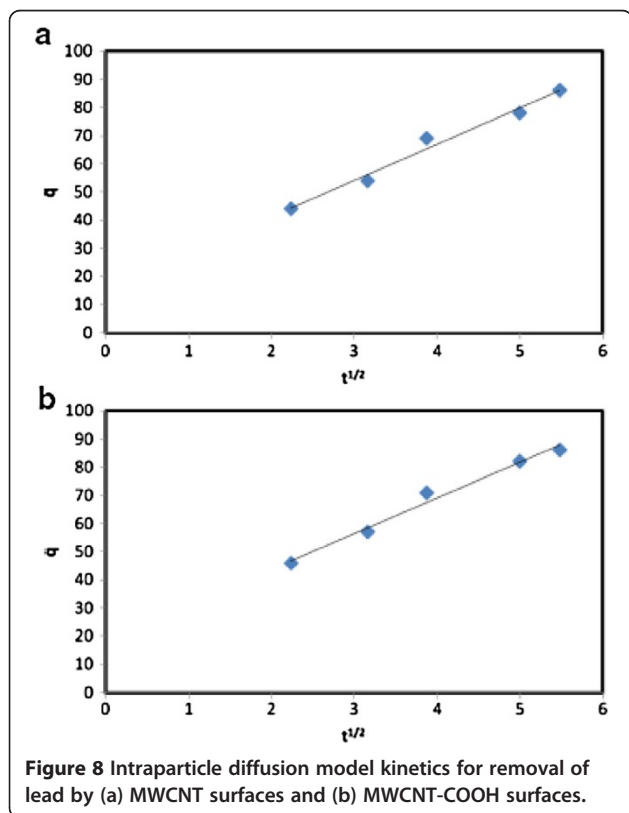 a
100
90
80
70
60
50
40
30
20
10
0
q
0 1 2 3 4 5 6
t1/2
b
100
90
80
70
60
50
40
30
20
10
0
q
0 1 2 3 4 5 6
t1/2
Figure 8 Intraparticle diffusion model kinetics for removal of
lead by (a) MWCNT surfaces and (b) MWCNT-COOH surfaces.